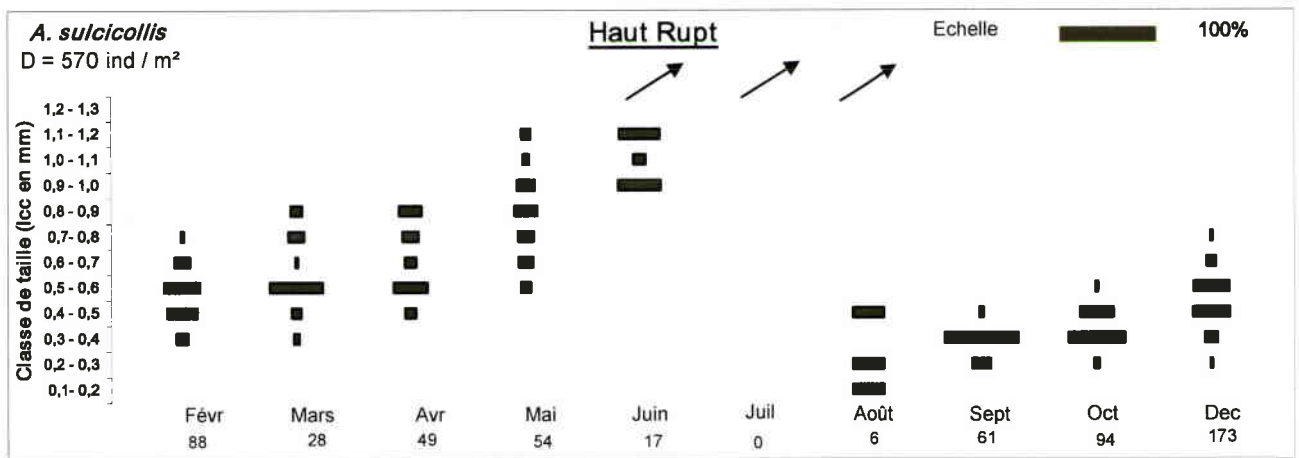 A. sulcicollis
Haut Rupt
Echelle 100%
D = 570 ind / m²
Classe de taille (lcc en mm)
1,2 - 1,3
1,1 - 1,2
1,0 - 1,1
0,9 - 1,0
0,8 - 0,9
0,7- 0,8
0,6 - 0,7
0,5 - 0,6
0,4 - 0,5
0,3 - 0,4
0,2 - 0,3
0,1- 0,2
Févr Mars Avr Mai Juin Juil Août Sept Oct Dec
88 28 49 54 17 0 6 61 94 173